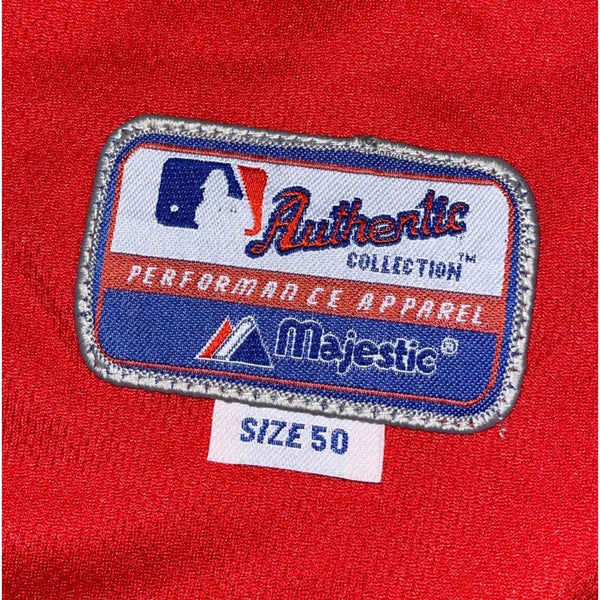 Authentic
COLLECTION™
PERFORMANCE APPAREL
Majestic®
SIZE 50